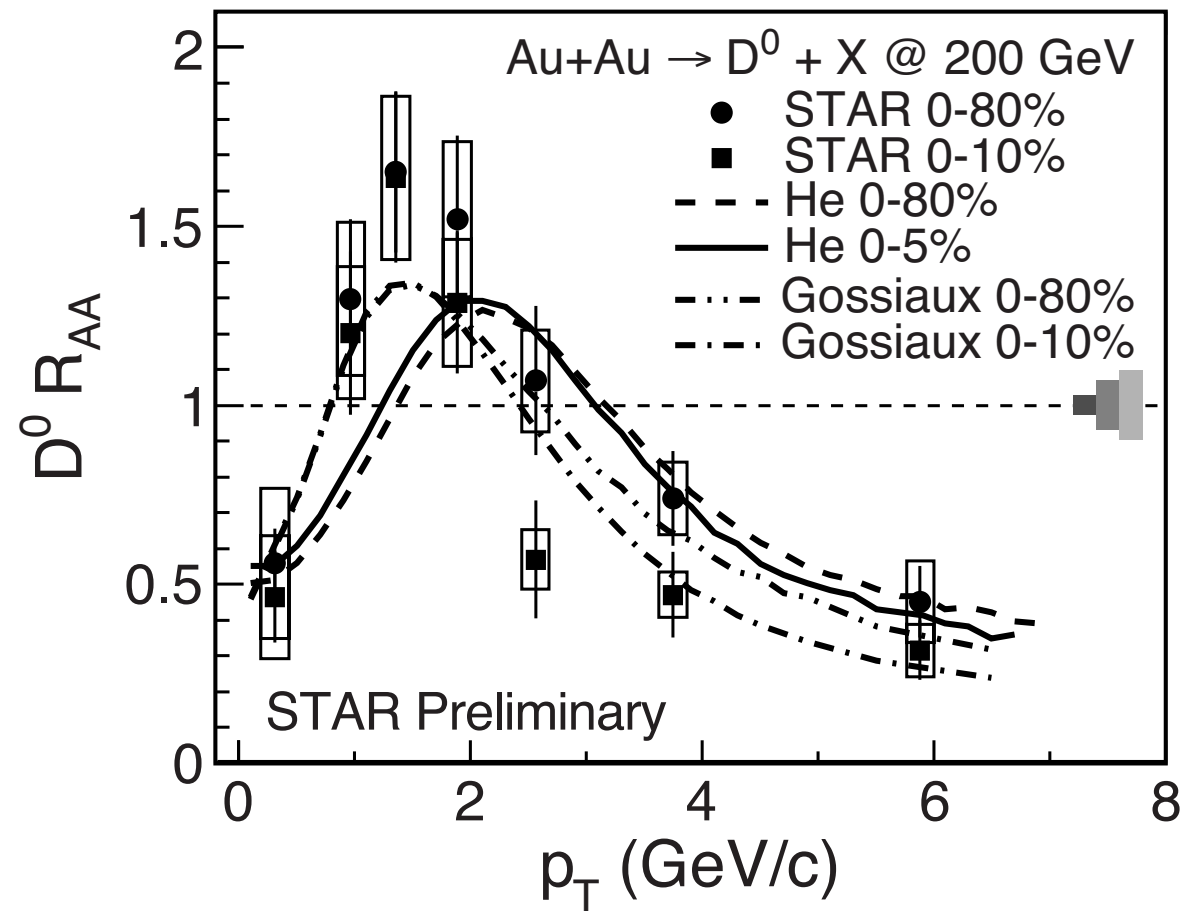 Au+Au → D⁰ + X @ 200 GeV
STAR 0-80%
STAR 0-10%
He 0-80%
He 0-5%
Gossiaux 0-80%
Gossiaux 0-10%
2
1.5
1
0.5
0
D⁰ R_AA
STAR Preliminary
0 2 4 6 8
p_T (GeV/c)